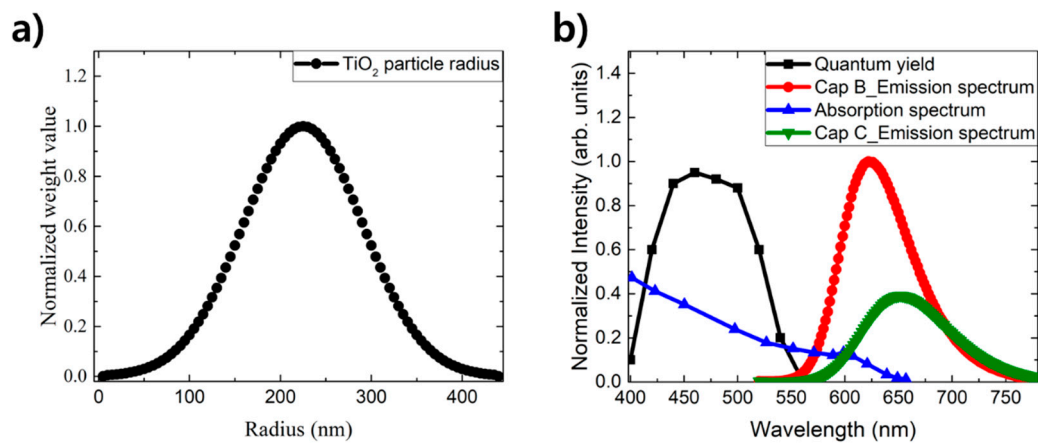 a)
TiO2 particle radius
Normalized weight value
1.2
1.0
0.8
0.6
0.4
0.2
0.0
0 100 200 300 400
Radius (nm)
b)
Quantum yield
Cap B_Emission spectrum
Absorption spectrum
Cap C_Emission spectrum
Normalized Intensity (arb. units)
1.4
1.2
1.0
0.8
0.6
0.4
0.2
0.0
400 450 500 550 600 650 700 750
Wavelength (nm)